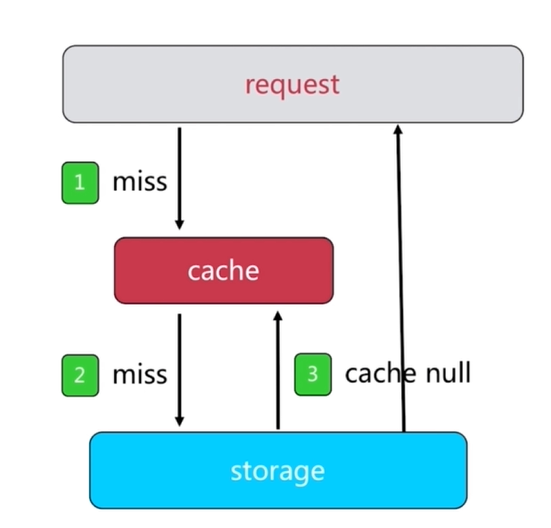 request
1 miss
cache
2 miss
3 cache null
storage